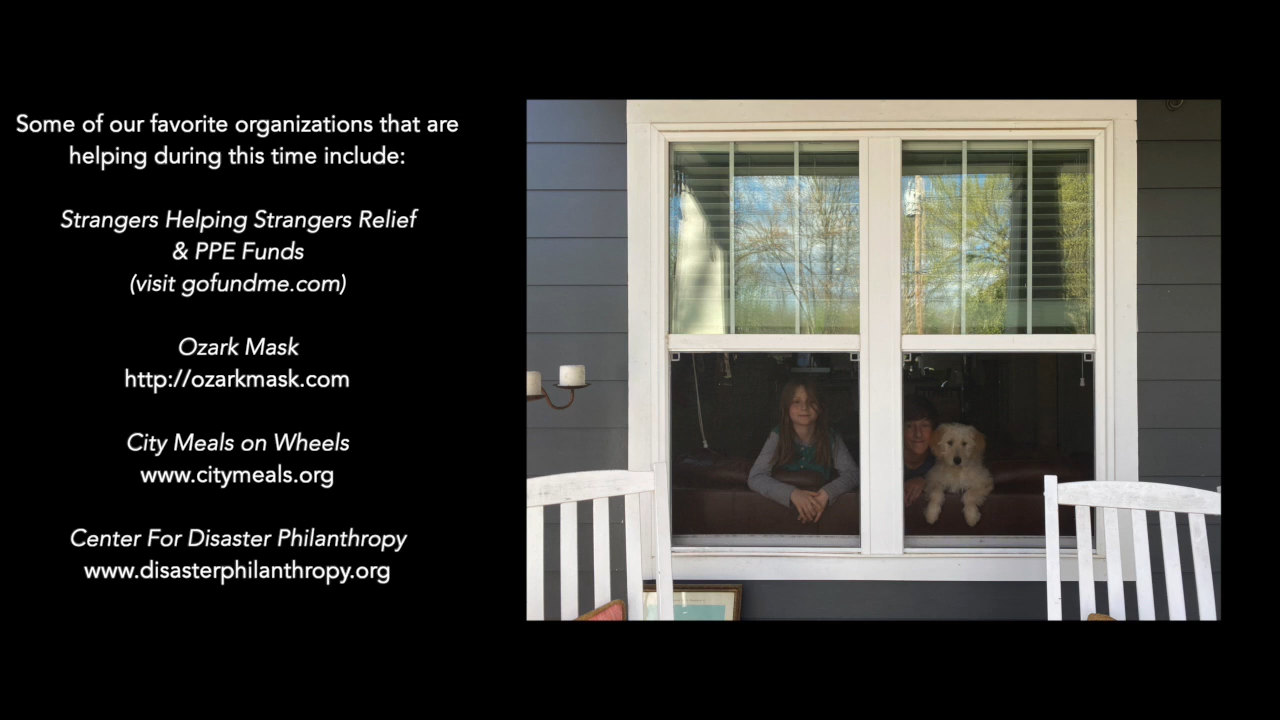 Some of our favorite organizations that are
helping during this time include:
Strangers Helping Strangers Relief
& PPE Funds
(visit gofundme.com)
Ozark Mask
http://ozarkmask.com
City Meals on Wheels
www.citymeals.org
Center For Disaster Philanthropy
www.disasterphilanthropy.org